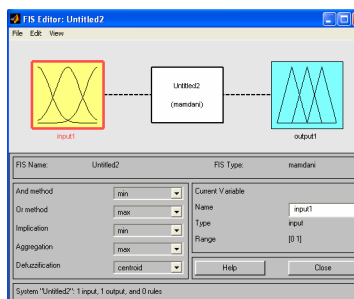 FIS Editor: Untitled2
File Edit View
Untitled2
(mamdani)
input1
output1
FIS Name: Untitled2 FIS Type: mamdani
And method min
Or method max
Implication min
Aggregation max
Defuzzification centroid
Current Variable
Name input1
Type input
Range [0 1]
Help Close
System "Untitled2": 1 input, 1 output, and 0 rules